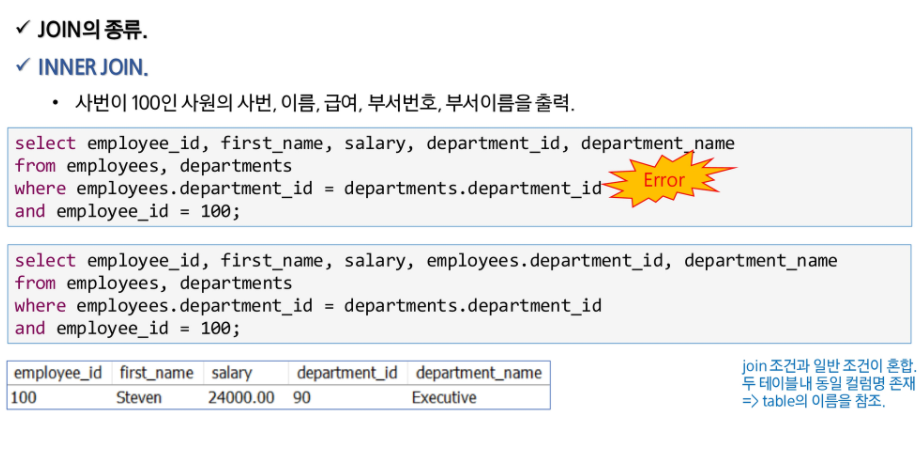 ✓ JOIN의 종류.
✓ INNER JOIN.
• 사번이 100인 사원의 사번, 이름, 급여, 부서번호, 부서이름을 출력.
select employee_id, first_name, salary, department_id, department_name
from employees, departments
where employees.department_id = departments.department_id
Error
and employee_id = 100;
select employee_id, first_name, salary, employees.department_id, department_name
from employees, departments
where employees.department_id = departments.department_id
and employee_id = 100;
employee_id first_name salary department_id department_name
100 Steven 24000.00 90 Executive
join 조건과 일반 조건이 혼합.
두 테이블내 동일 컬럼명 존재
=> table의 이름을 참조.